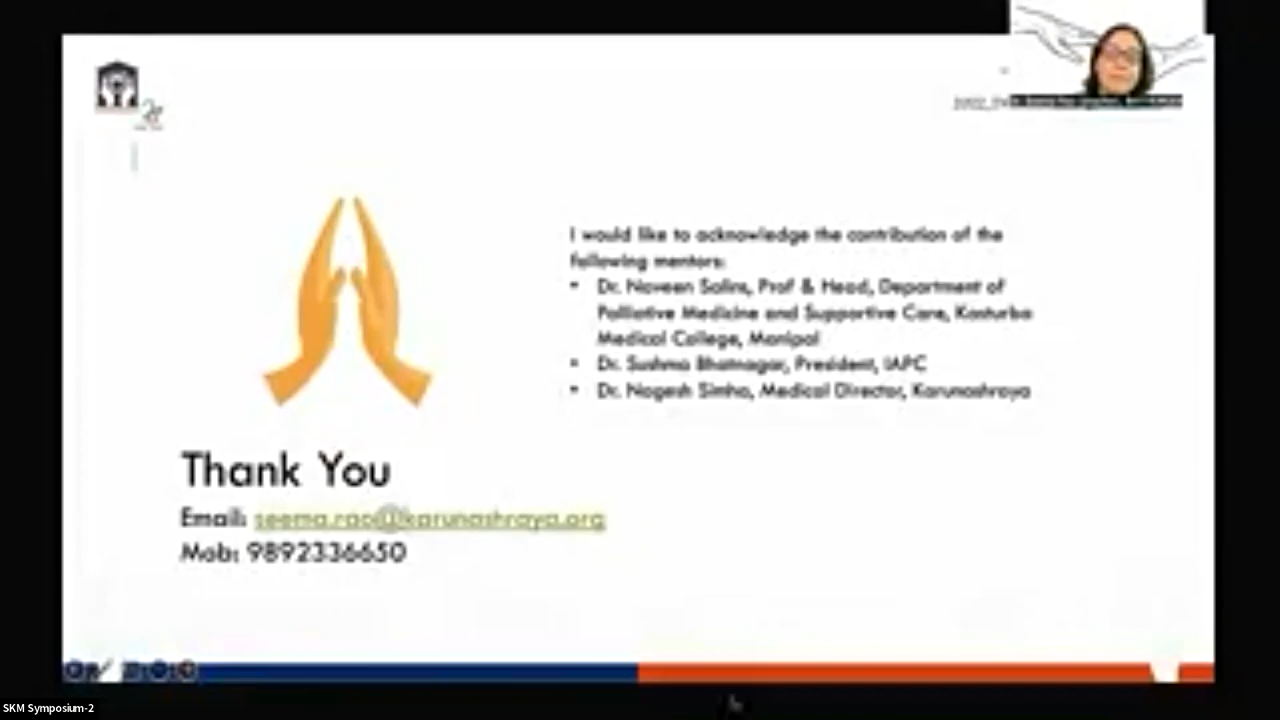 I would like to acknowledge the contribution of the
following mentors:
• Dr. Naveen Salins, Prof & Head, Department of
Palliative Medicine and Supportive Care, Kasturba
Medical College, Manipal
• Dr. Sushma Bhatnagar, President, IAPC
• Dr. Nagesh Simha, Medical Director, Karunashraya
Thank You
Email: seema.rao@karunashraya.org
Mob: 9892336650
SKM Symposium-2